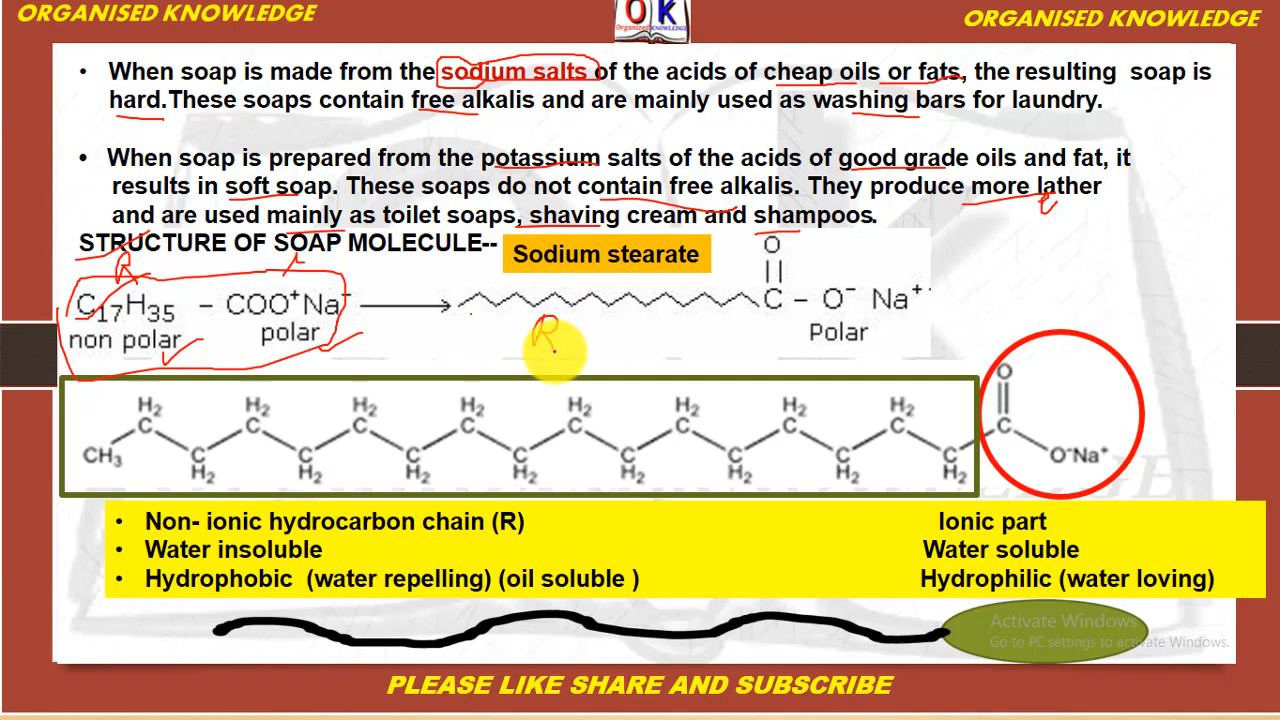 ORGANISED KNOWLEDGE
O K
Organized KNOWLEDGE
ORGANISED KNOWLEDGE
• When soap is made from the sodium salts of the acids of cheap oils or fats, the resulting soap is
hard. These soaps contain free alkalis and are mainly used as washing bars for laundry.
• When soap is prepared from the potassium salts of the acids of good grade oils and fat, it
results in soft soap. These soaps do not contain free alkalis. They produce more lather
and are used mainly as toilet soaps, shaving cream and shampoos.
STRUCTURE OF SOAP MOLECULE-- Sodium stearate
R
O
C17H35 – COO⁺Na⁻ C – O⁻ Na⁺
non polar polar R Polar
O
H2 H2 H2 H2 H2 H2 H2 H2
C C C C C C C C C
CH3 C C C C C C C C O⁻Na⁺
H2 H2 H2 H2 H2 H2 H2 H2
• Non- ionic hydrocarbon chain (R) Ionic part
• Water insoluble Water soluble
• Hydrophobic (water repelling) (oil soluble ) Hydrophilic (water loving)
Activate Windows
Go to PC settings to activate Windows.
PLEASE LIKE SHARE AND SUBSCRIBE